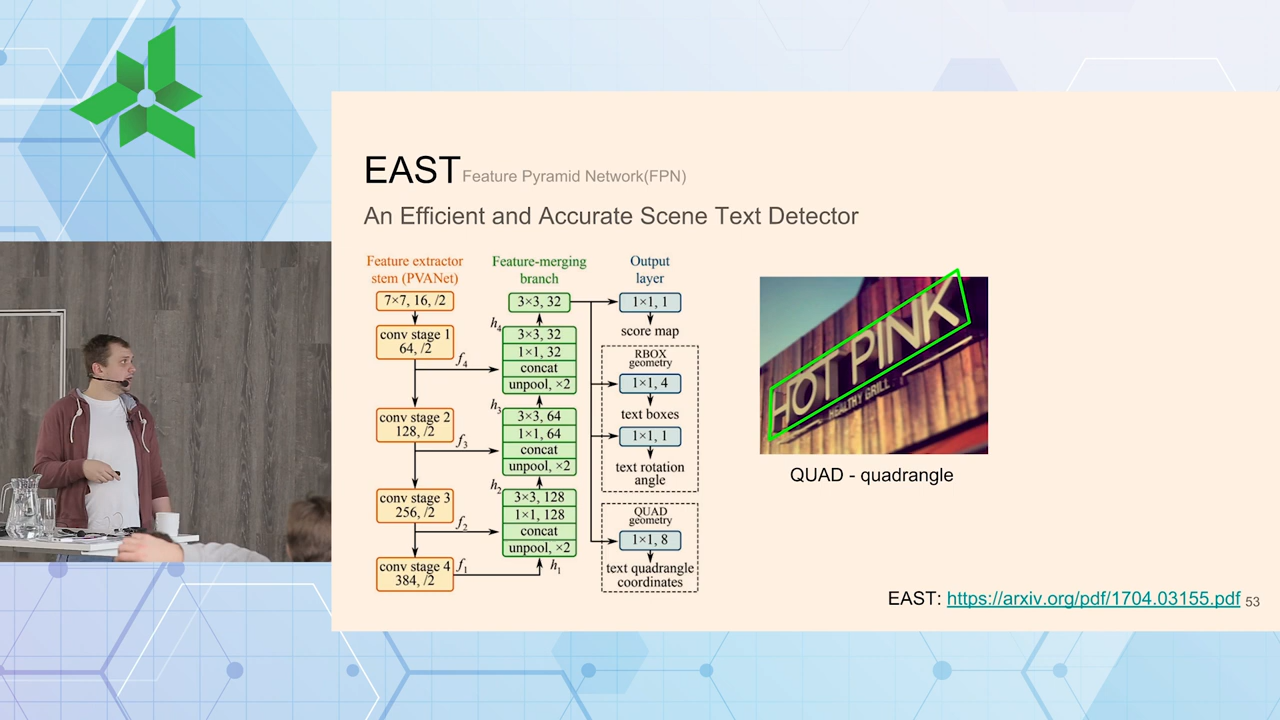 EAST Feature Pyramid Network(FPN)
An Efficient and Accurate Scene Text Detector
Feature extractor
stem (PVANet)
7×7, 16, /2
conv stage 1
64, /2
f4
conv stage 2
128, /2
f3
conv stage 3
256, /2
f2
conv stage 4
384, /2
f1
Feature-merging
branch
3×3, 32
h4
3×3, 32
1×1, 32
concat
unpool, ×2
h3
3×3, 64
1×1, 64
concat
unpool, ×2
h2
3×3, 128
1×1, 128
concat
unpool, ×2
h1
Output
layer
1×1, 1
score map
RBOX
geometry
1×1, 4
text boxes
1×1, 1
text rotation
angle
QUAD
geometry
1×1, 8
text quadrangle
coordinates
HOT PINK
HEALTHY GRILL
QUAD - quadrangle
EAST: https://arxiv.org/pdf/1704.03155.pdf 53